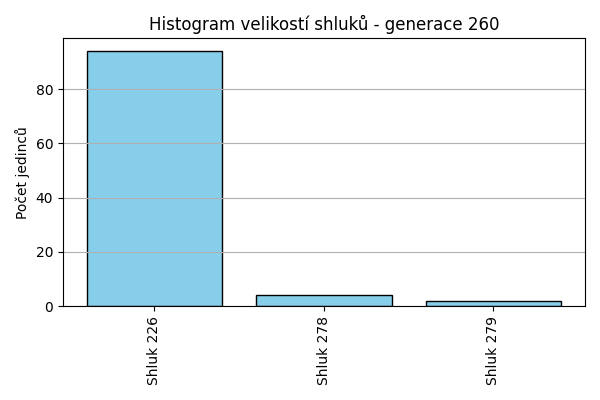 Histogram velikostí shluků - generace 260
Počet jedinců
80
60
40
20
0
Shluk 226
Shluk 278
Shluk 279